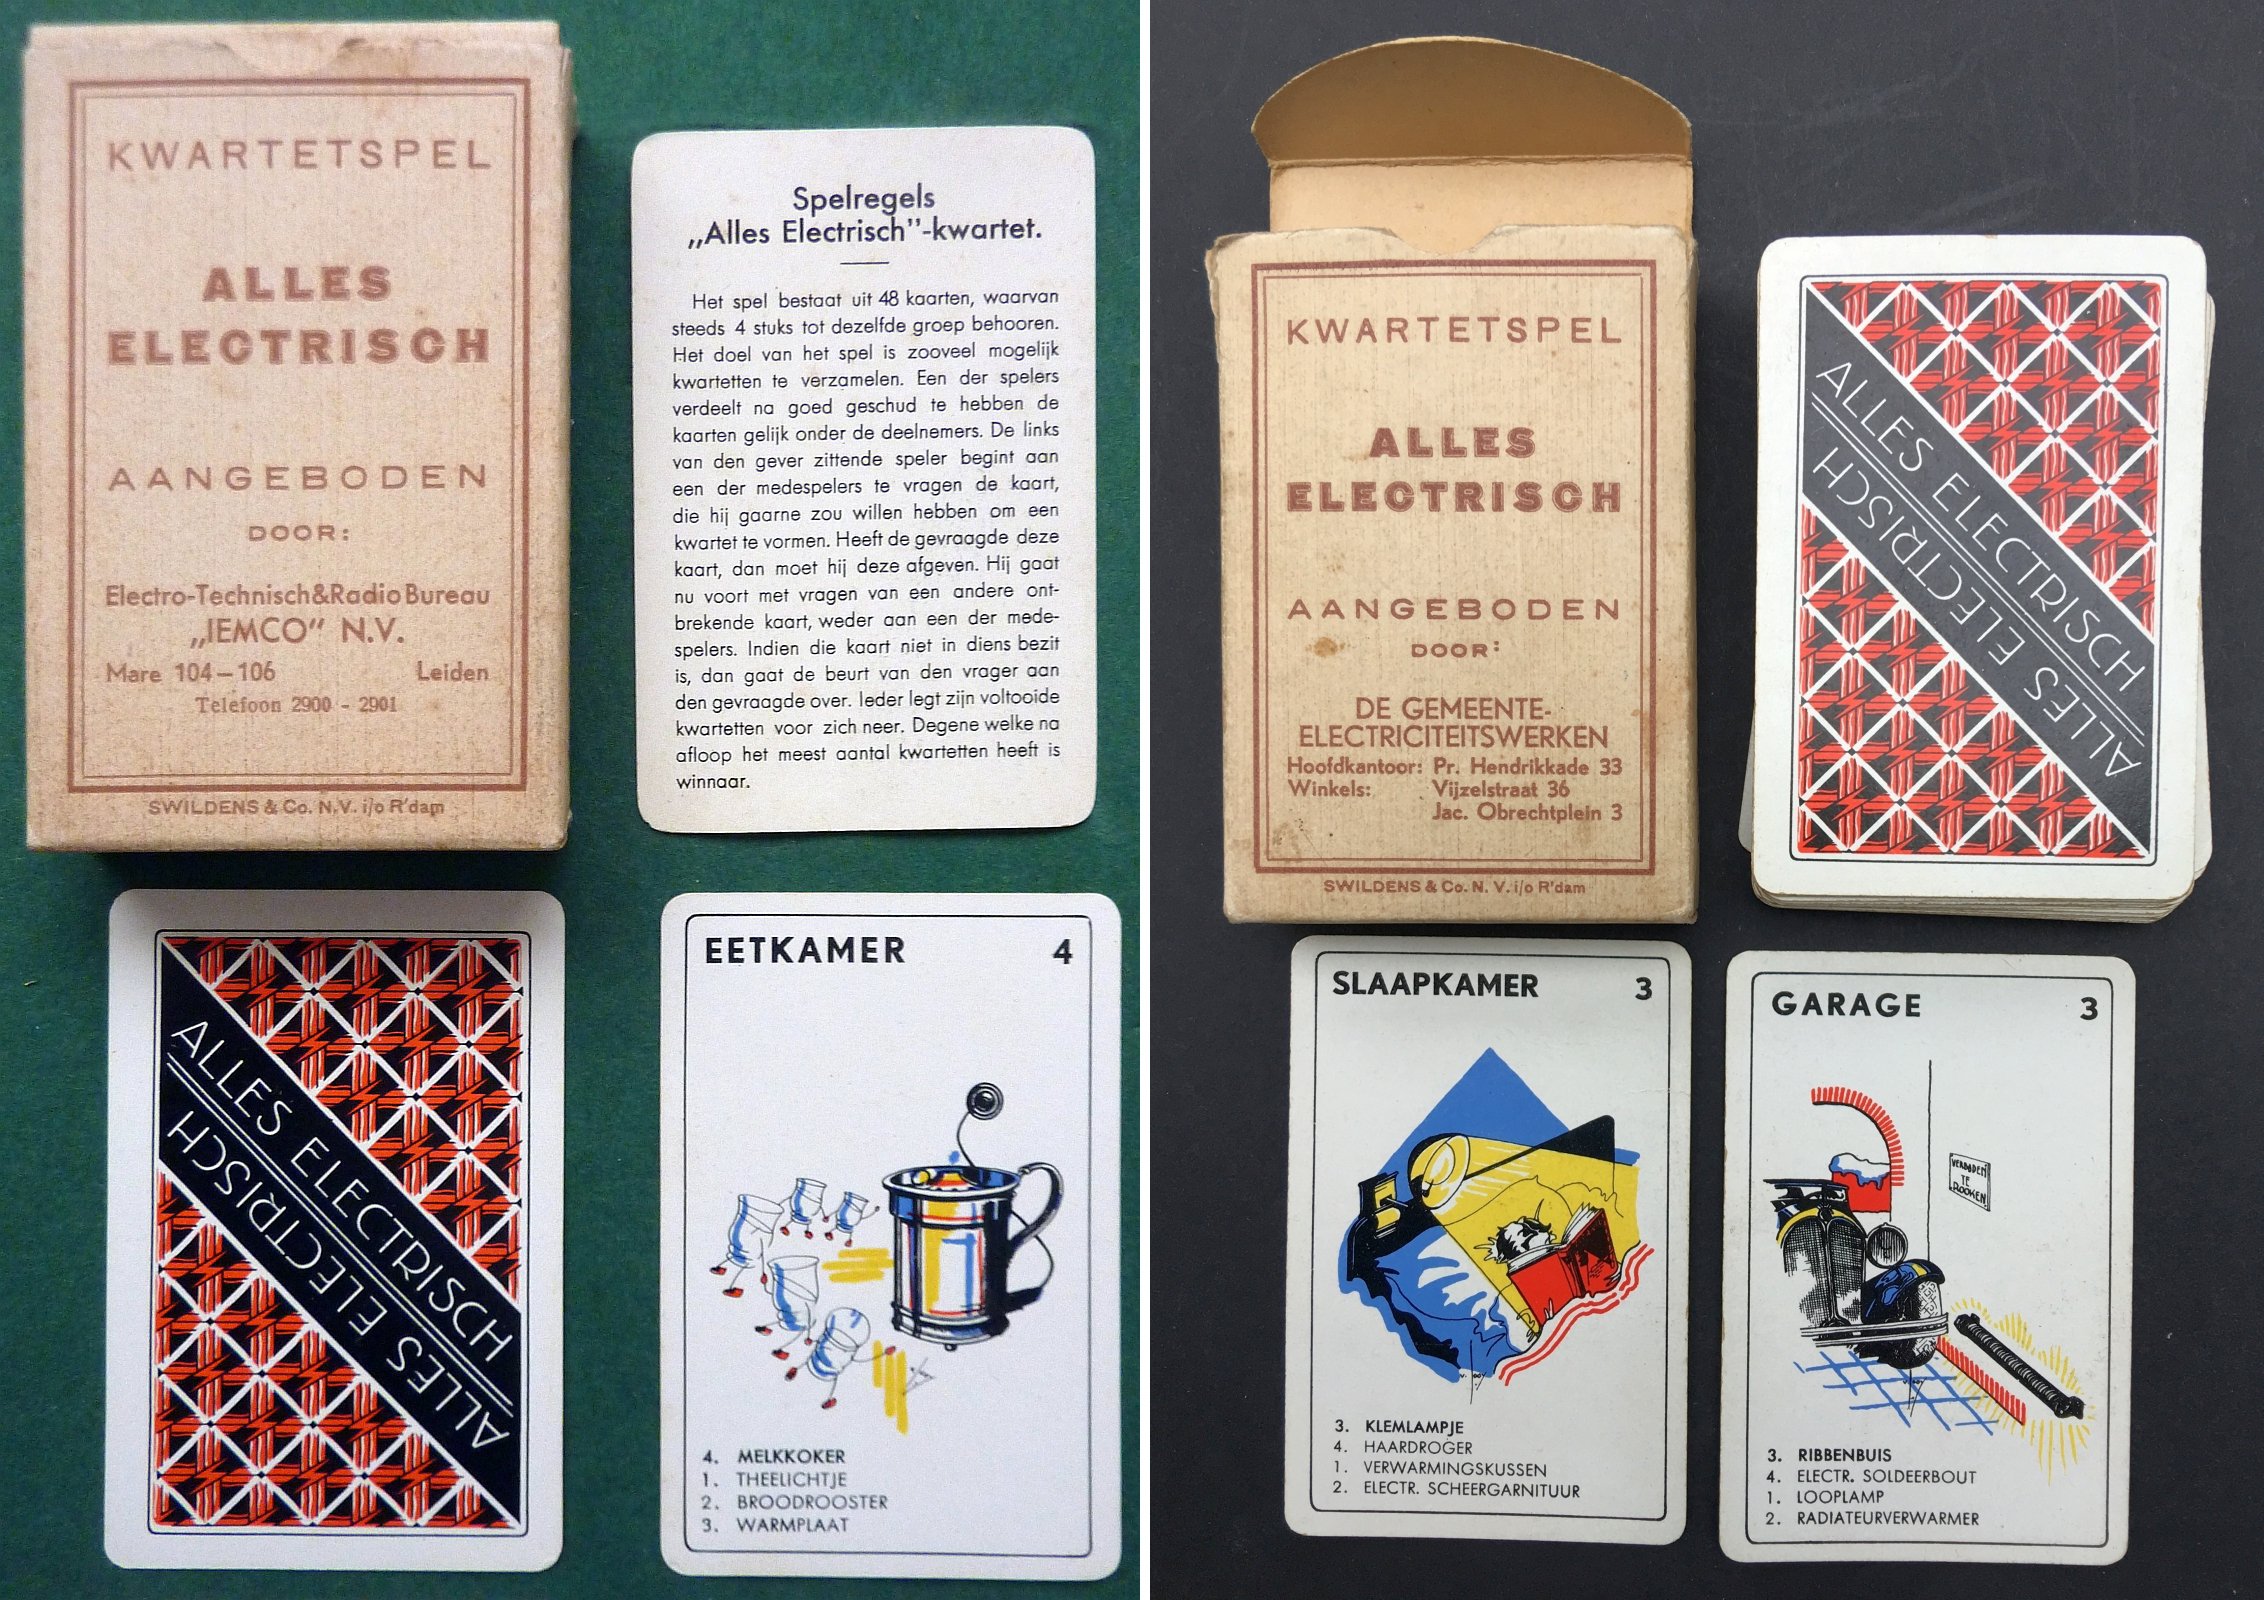 KWARTETSPEL
ALLES
ELECTRISCH
AANGEBODEN
DOOR:
Electro-Technisch&Radio Bureau
„IEMCO" N.V.
Mare 104-106 Leiden
Telefoon 2900 - 2901
SWILDENS & Co. N.V. i/o R'dam
Spelregels
„Alles Electrisch"-kwartet.
Het spel bestaat uit 48 kaarten, waarvan
steeds 4 stuks tot dezelfde groep behooren.
Het doel van het spel is zooveel mogelijk
kwartetten te verzamelen. Een der spelers
verdeelt na goed geschud te hebben de
kaarten gelijk onder de deelnemers. De links
van den gever zittende speler begint aan
een der medespelers te vragen de kaart,
die hij gaarne zou willen hebben om een
kwartet te vormen. Heeft de gevraagde deze
kaart, dan moet hij deze afgeven. Hij gaat
nu voort met vragen van een andere ont-
brekende kaart, weder aan een der mede-
spelers. Indien die kaart niet in diens bezit
is, dan gaat de beurt van den vrager aan
den gevraagde over. Ieder legt zijn voltooide
kwartetten voor zich neer. Degene welke na
afloop het meest aantal kwartetten heeft is
winnaar.
ALLES ELECTRISCH
ALLES ELECTRISCH
EETKAMER 4
4. MELKKOKER
1. THEELICHTJE
2. BROODROOSTER
3. WARMPLAAT
KWARTETSPEL
ALLES
ELECTRISCH
AANGEBODEN
DOOR:
DE GEMEENTE-
ELECTRICITEITSWERKEN
Hoofdkantoor: Pr. Hendrikkade 33
Winkels: Vijzelstraat 36
Jac. Obrechtplein 3
SWILDENS & Co. N.V. i/o R'dam
ALLES ELECTRISCH
ALLES ELECTRISCH
SLAAPKAMER 3
3. KLEMLAMPJE
4. HAARDROGER
1. VERWARMINGSKUSSEN
2. ELECTR. SCHEERGARNITUUR
GARAGE 3
VERBODEN
TE
ROOKEN
3. RIBBENBUIS
4. ELECTR. SOLDEERBOUT
1. LOOPLAMP
2. RADIATEURVERWARMER